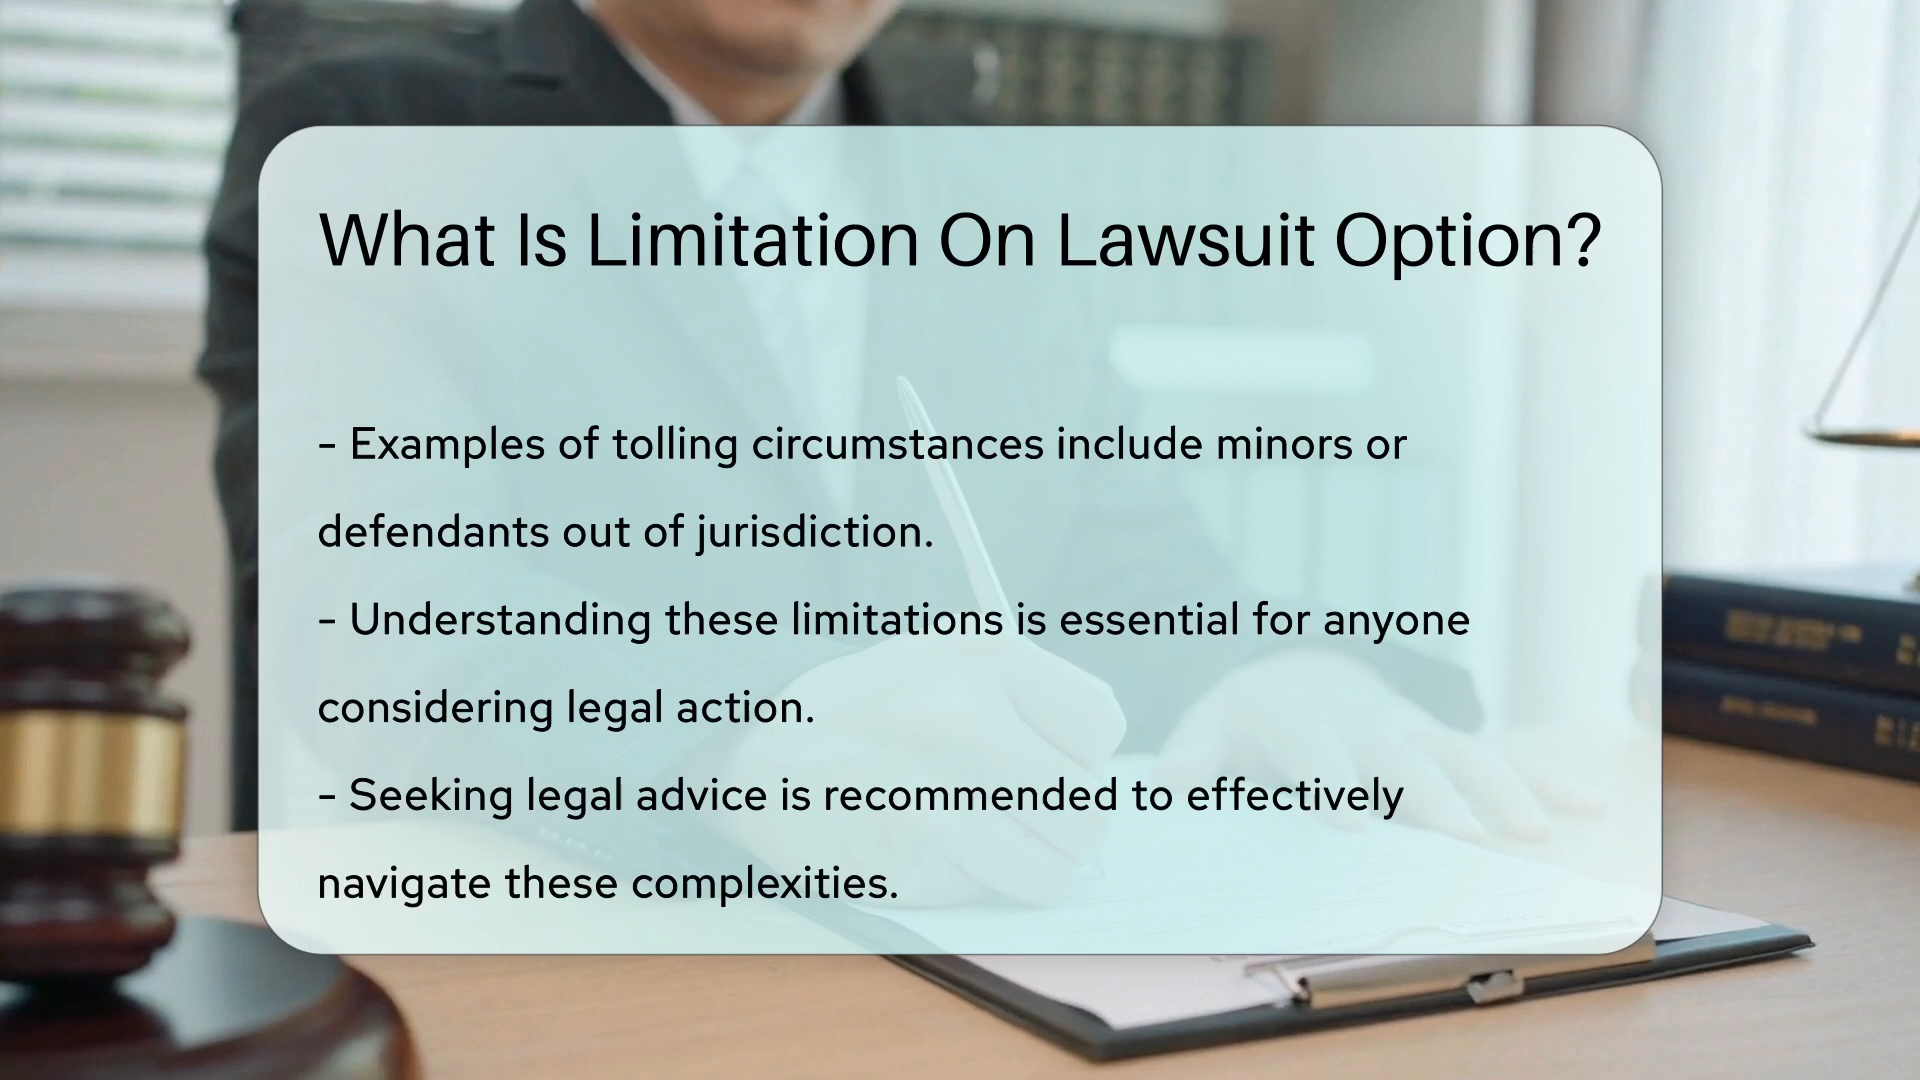 What Is Limitation On Lawsuit Option?
- Examples of tolling circumstances include minors or
defendants out of jurisdiction.
- Understanding these limitations is essential for anyone
considering legal action.
- Seeking legal advice is recommended to effectively
navigate these complexities.